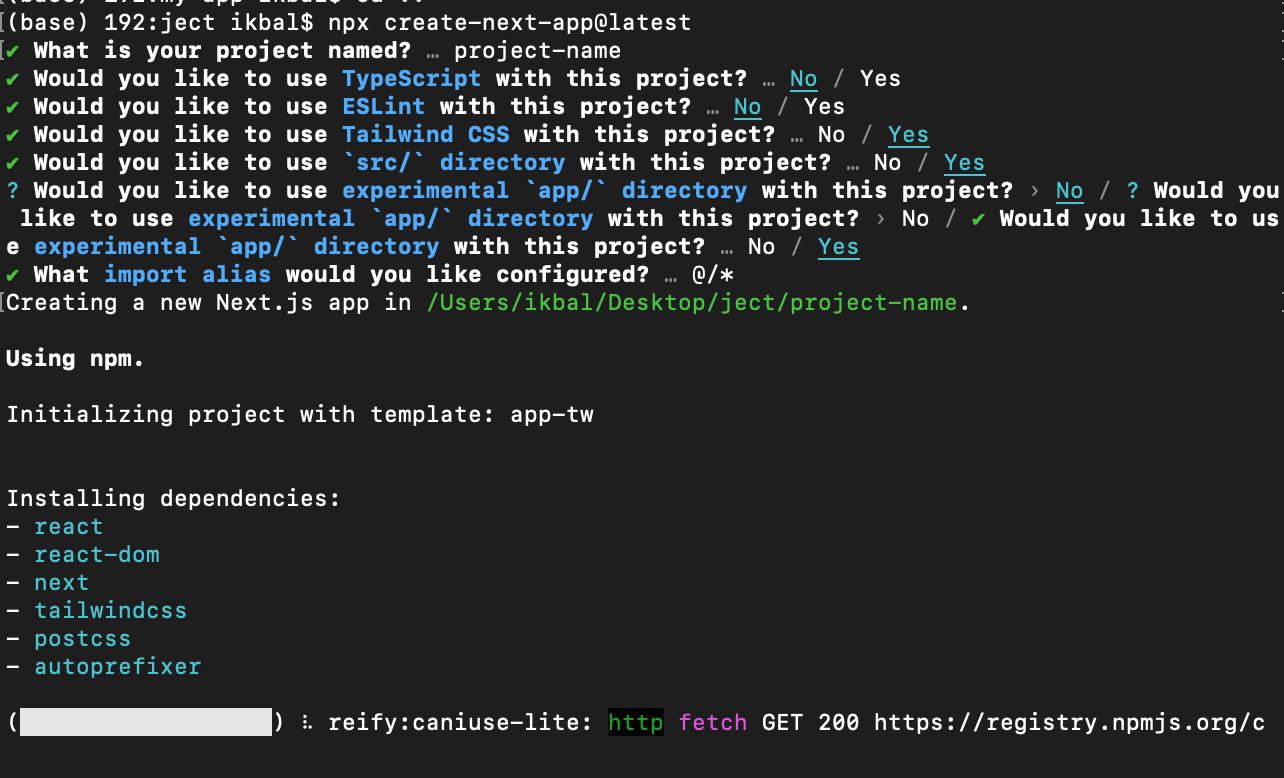 (base) 192:ject ikbal$ npx create-next-app@latest
✔ What is your project named? … project-name
✔ Would you like to use TypeScript with this project? … No / Yes
✔ Would you like to use ESLint with this project? … No / Yes
✔ Would you like to use Tailwind CSS with this project? … No / Yes
✔ Would you like to use `src/` directory with this project? … No / Yes
? Would you like to use experimental `app/` directory with this project? › No / ? Would you
like to use experimental `app/` directory with this project? › No / ✔ Would you like to us
e experimental `app/` directory with this project? … No / Yes
✔ What import alias would you like configured? … @/*
Creating a new Next.js app in /Users/ikbal/Desktop/ject/project-name.
Using npm.
Initializing project with template: app-tw
Installing dependencies:
- react
- react-dom
- next
- tailwindcss
- postcss
- autoprefixer
( ) ⠧ reify:caniuse-lite: http fetch GET 200 https://registry.npmjs.org/c